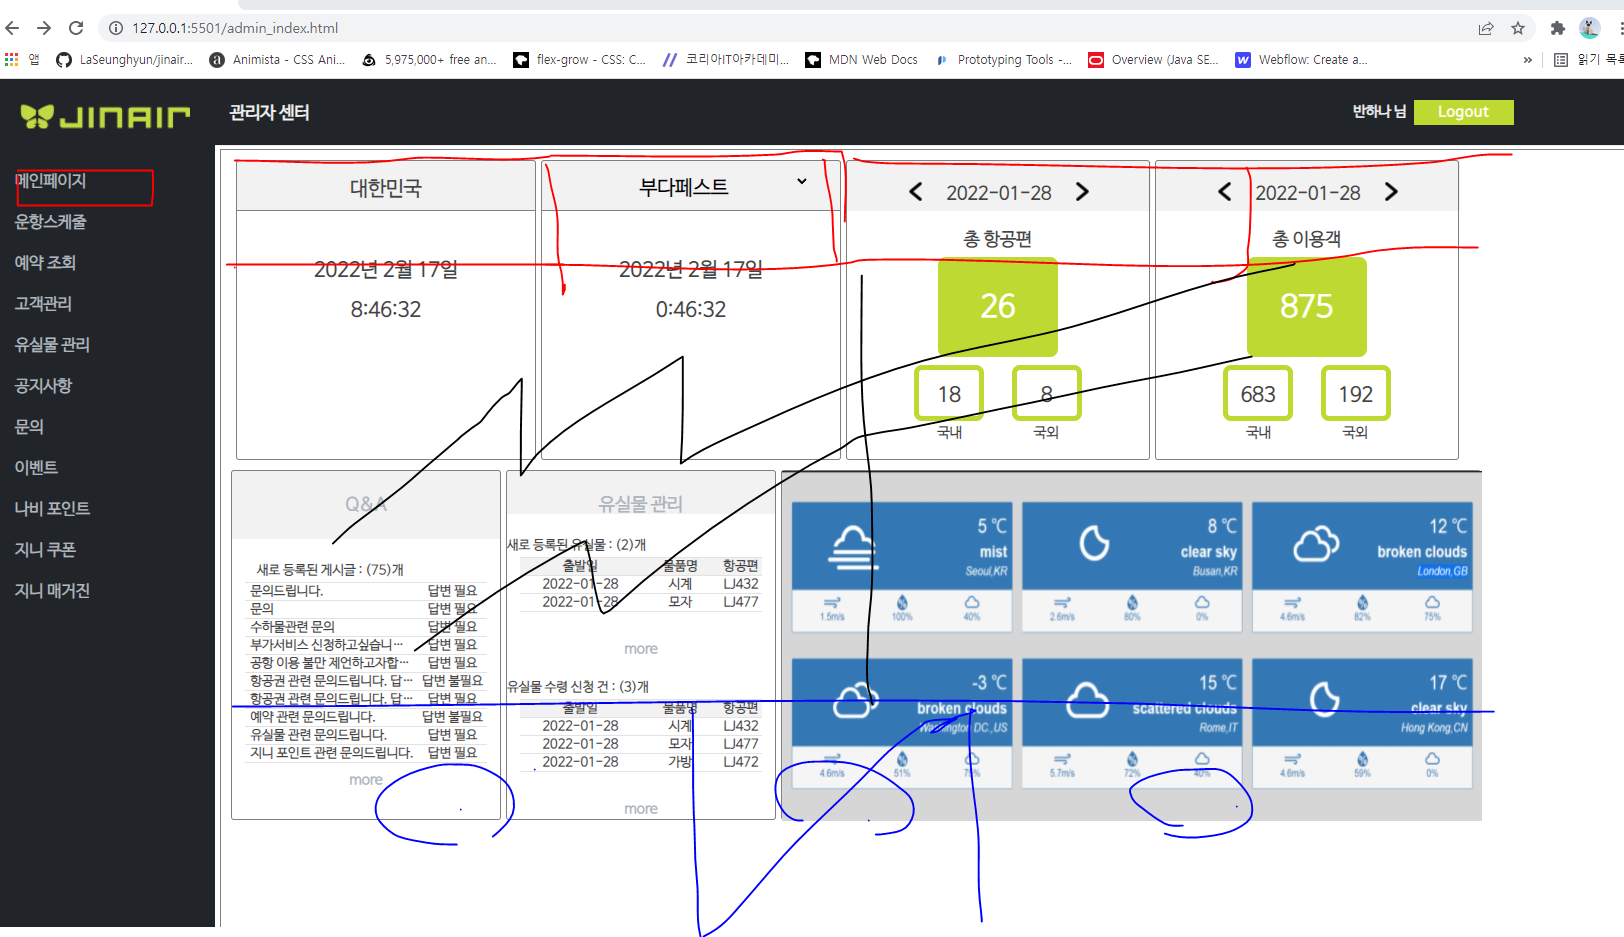 127.0.0.1:5501/admin_index.html
앱 LaSeunghyun/jinair... Animista - CSS Ani... 5,975,000+ free an... flex-grow - CSS: C... 코리아IT아카데미... MDN Web Docs Prototyping Tools -... Overview (Java SE... Webflow: Create a... » 읽기 목록
JINAIR 관리자 센터 반하나 님 Logout
메인페이지
운항스케줄
예약 조회
고객관리
유실물 관리
공지사항
문의
이벤트
나비 포인트
지니 쿠폰
지니 매거진
대한민국
2022년 2월 17일
8:46:32
부다페스트
2022년 2월 17일
0:46:32
2022-01-28
총 항공편
26
18 8
국내 국외
2022-01-28
총 이용객
875
683 192
국내 국외
Q&A
새로 등록된 게시글 : (75)개
문의드립니다. 답변 필요
문의 답변 필요
수하물관련 문의 답변 필요
부가서비스 신청하고싶습니… 답변 필요
공항 이용 불만 제언하고자합… 답변 필요
항공권 관련 문의드립니다. 답… 답변 불필요
항공권 관련 문의드립니다. 답… 답변 필요
예약 관련 문의드립니다. 답변 불필요
유실물 관련 문의드립니다. 답변 필요
지니 포인트 관련 문의드립니다. 답변 필요
more
유실물 관리
새로 등록된 유실물 : (2)개
출발일 물품명 항공편
2022-01-28 시계 LJ432
2022-01-28 모자 LJ477
more
유실물 수령 신청 건 : (3)개
출발일 물품명 항공편
2022-01-28 시계 LJ432
2022-01-28 모자 LJ477
2022-01-28 가방 LJ472
more
5 ℃
mist
Seoul,KR
1.5m/s 100% 40%
8 ℃
clear sky
Busan,KR
2.6m/s 80% 0%
12 ℃
broken clouds
London,GB
4.6m/s 82% 75%
-3 ℃
broken clouds
Washington DC.,US
4.6m/s 51% 75%
15 ℃
scattered clouds
Rome,IT
5.7m/s 72% 40%
17 ℃
clear sky
Hong Kong,CN
4.6m/s 59% 0%